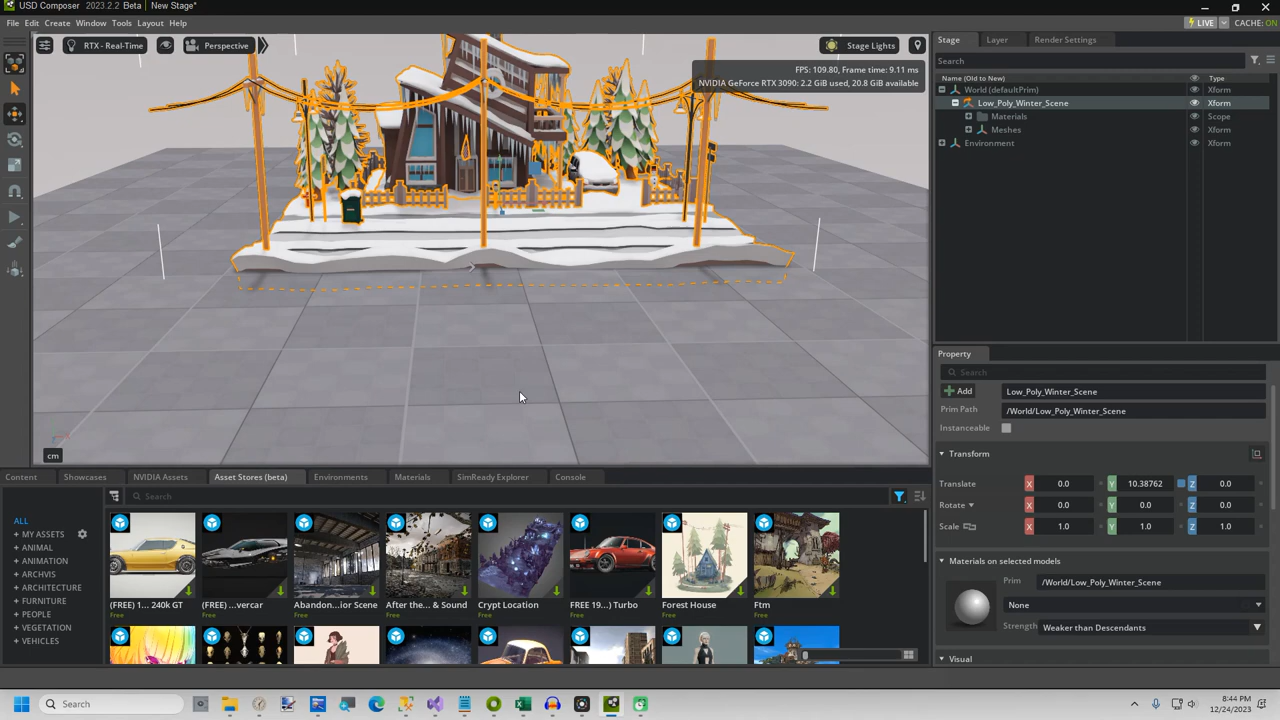 USD Composer 2023.2.2 Beta New Stage*
File Edit Create Window Tools Layout Help
LIVE CACHE: ON
RTX - Real-Time Perspective Stage Lights
FPS: 109.80, Frame time: 9.11 ms
NVIDIA GeForce RTX 3090: 2.2 GiB used, 20.8 GiB available
cm
Stage Layer Render Settings
Search
Name (Old to New) Type
World (defaultPrim) Xform
Low_Poly_Winter_Scene Xform
Materials Scope
Meshes Xform
Environment Xform
Property
Search
Add Low_Poly_Winter_Scene
Prim Path /World/Low_Poly_Winter_Scene
Instanceable
Transform
Translate X 0.0 Y 10.38762 Z 0.0
Rotate X 0.0 Y 0.0 Z 0.0
Scale X 1.0 Y 1.0 Z 1.0
Materials on selected models
Prim /World/Low_Poly_Winter_Scene
None
Strength Weaker than Descendants
Visual
Content Showcases NVIDIA Assets Asset Stores (beta) Environments Materials SimReady Explorer Console
Search
ALL
+ MY ASSETS
+ ANIMAL
+ ANIMATION
+ ARCHVIS
+ ARCHITECTURE
+ FURNITURE
+ PEOPLE
+ VEGETATION
+ VEHICLES
(FREE) 1... 240k GT (FREE) ...vercar Abandon...ior Scene After the... & Sound Crypt Location FREE 19...) Turbo Forest House Ftm
Free Free Free Free Free Free Free Free
Search
8:44 PM
12/24/2023